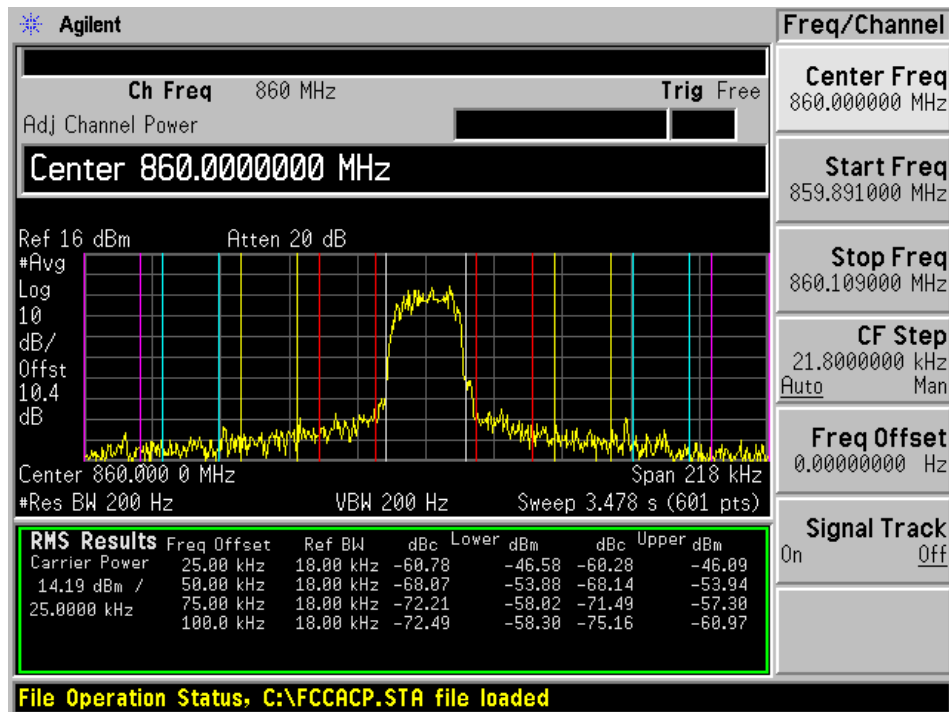 Agilent
Freq/Channel
Ch Freq 860 MHz Trig Free
Adj Channel Power
Center 860.0000000 MHz
Ref 16 dBm Atten 20 dB
#Avg
Log
10
dB/
Offst
10.4
dB
Center 860.000 0 MHz Span 218 kHz
#Res BW 200 Hz VBW 200 Hz Sweep 3.478 s (601 pts)
RMS Results Freq Offset Ref BW dBc Lower dBm dBc Upper dBm
Carrier Power 25.00 kHz 18.00 kHz -60.78 -46.58 -60.28 -46.09
14.19 dBm / 50.00 kHz 18.00 kHz -68.07 -53.88 -68.14 -53.94
25.0000 kHz 75.00 kHz 18.00 kHz -72.21 -58.02 -71.49 -57.30
100.0 kHz 18.00 kHz -72.49 -58.30 -75.16 -60.97
File Operation Status, C:\FCCACP.STA file loaded
Center Freq
860.000000 MHz
Start Freq
859.891000 MHz
Stop Freq
860.109000 MHz
CF Step
21.8000000 kHz
Auto Man
Freq Offset
0.00000000 Hz
Signal Track
On Off